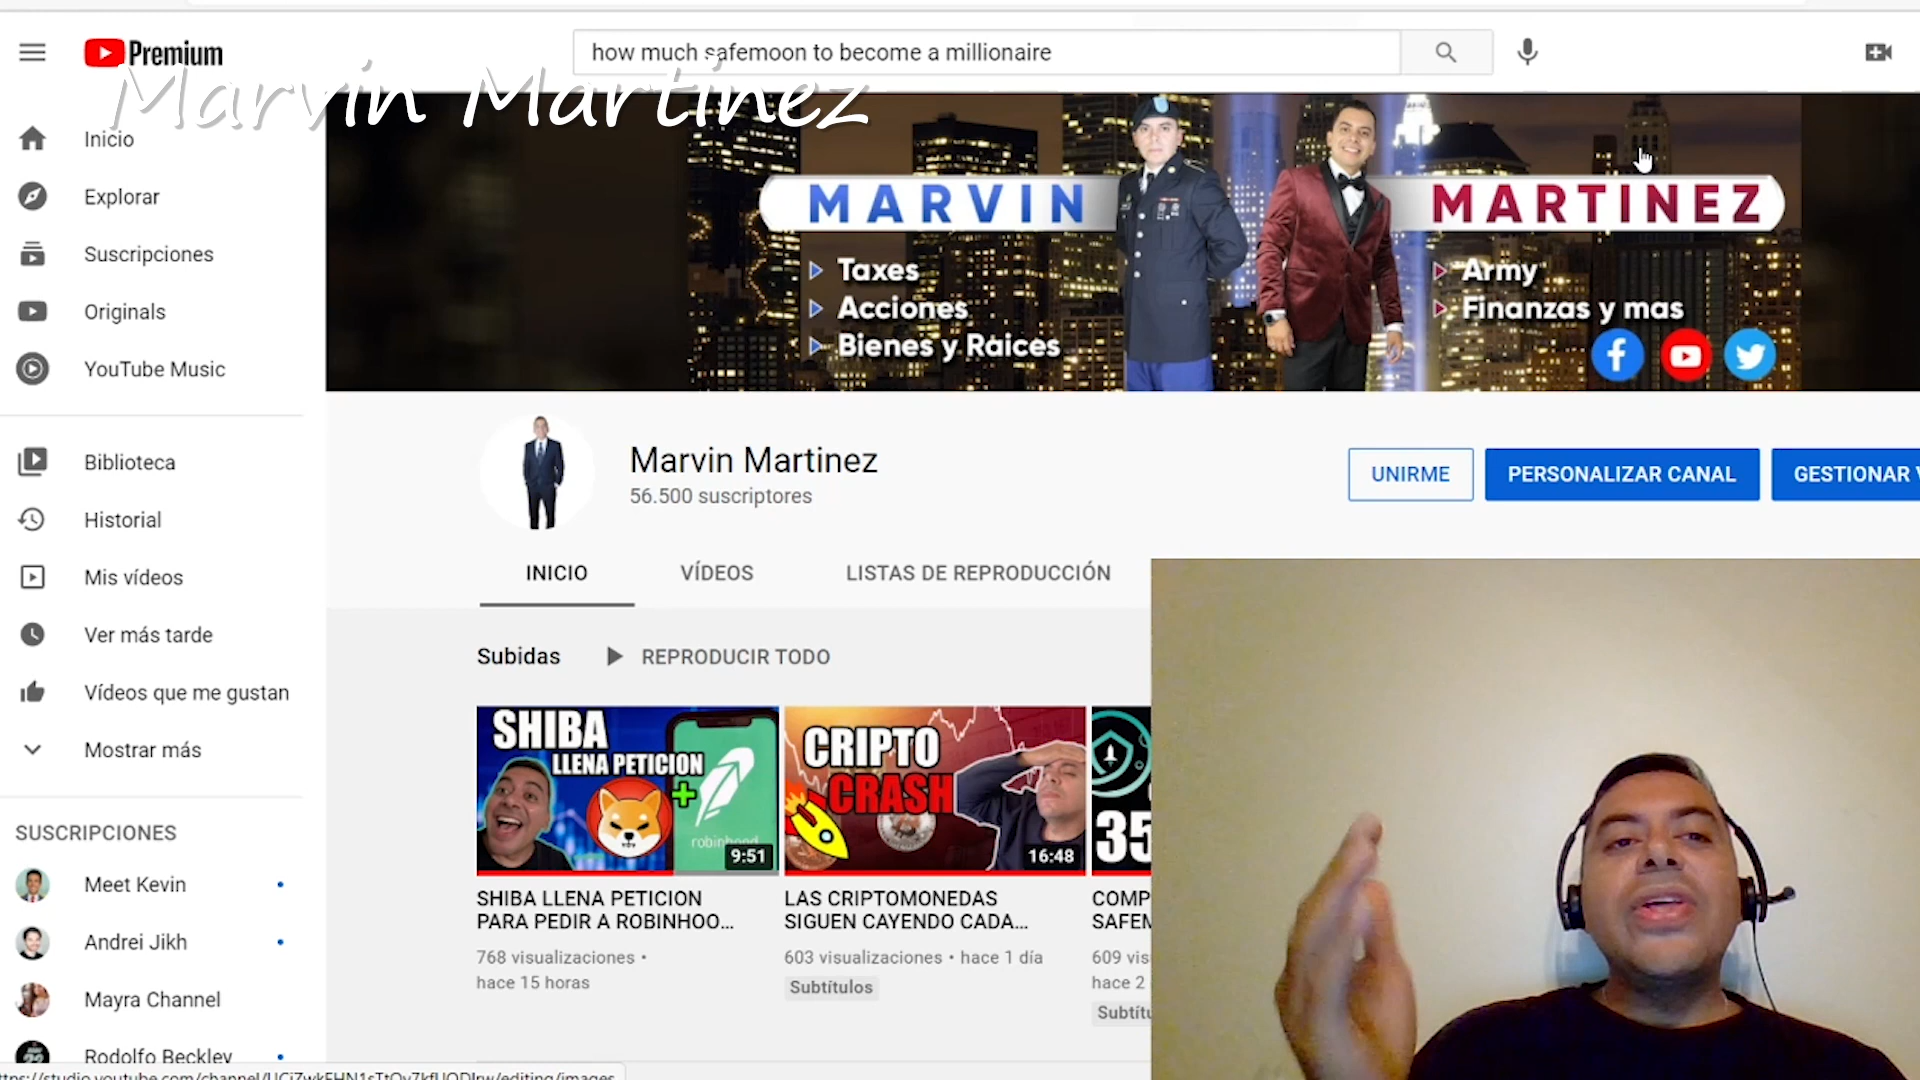 Premium
how much safemoon to become a millionaire
Marvin Martinez
Inicio
Explorar
Suscripciones
Originals
YouTube Music
Biblioteca
Historial
Mis vídeos
Ver más tarde
Vídeos que me gustan
Mostrar más
SUSCRIPCIONES
Meet Kevin
Andrei Jikh
Mayra Channel
Rodolfo Beckley
MARVIN MARTINEZ
Taxes
Acciones
Bienes y Raices
Army
Finanzas y mas
Marvin Martinez
56.500 suscriptores
UNIRME
PERSONALIZAR CANAL
GESTIONAR V
INICIO
VÍDEOS
LISTAS DE REPRODUCCIÓN
Subidas
REPRODUCIR TODO
SHIBA
LLENA PETICION
robinhood
9:51
SHIBA LLENA PETICION
PARA PEDIR A ROBINHOO...
768 visualizaciones •
hace 15 horas
CRIPTO
CRASH
16:48
LAS CRIPTOMONEDAS
SIGUEN CAYENDO CADA...
603 visualizaciones • hace 1 día
Subtítulos
35
COMP
SAFEM
609 vis
hace 2
Subtítu